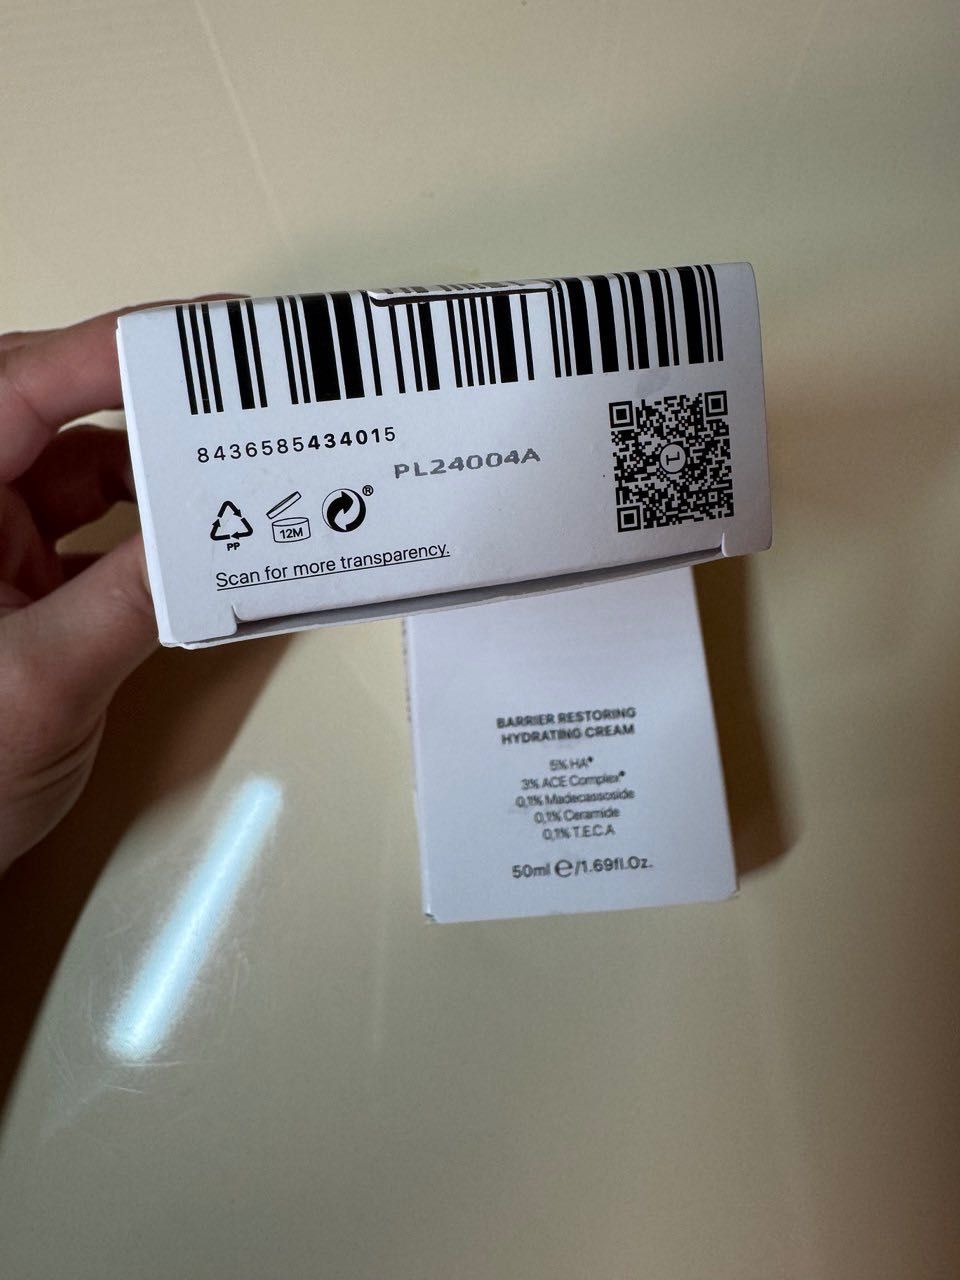 8436585434015
PL24004A
L
PP
12M
®
Scan for more transparency.
BARRIER RESTORING
HYDRATING CREAM
5% HA*
3% ACE Complex*
0,1% Madecassoside
0,1% Ceramide
0,1% T.E.C.A
50ml e/1.69fl.Oz.